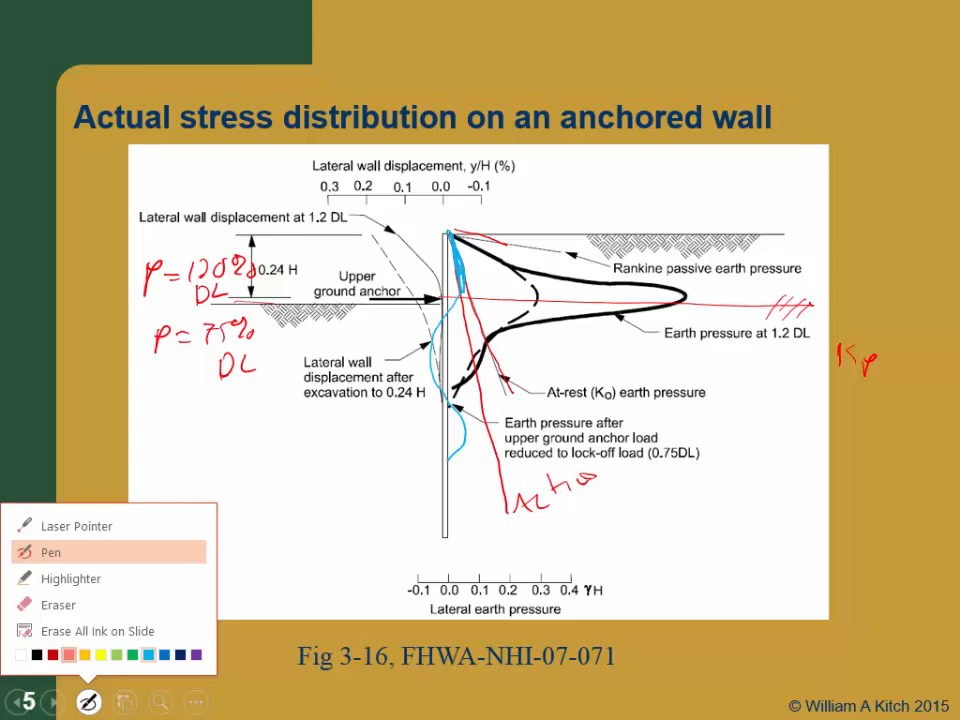 Actual stress distribution on an anchored wall
Lateral wall displacement, y/H (%)
0.3 0.2 0.1 0.0 -0.1
Lateral wall displacement at 1.2 DL
0.24 H
P = 120%
DL
Upper
ground anchor
Rankine passive earth pressure
P = 75%
DL
Earth pressure at 1.2 DL
Kp
Lateral wall
displacement after
excavation to 0.24 H
At-rest (Ko) earth pressure
Earth pressure after
upper ground anchor load
reduced to lock-off load (0.75DL)
Laser Pointer
Pen
Highlighter
Eraser
Erase All Ink on Slide
-0.1 0.0 0.1 0.2 0.3 0.4 γH
Lateral earth pressure
Fig 3-16, FHWA-NHI-07-071
5
© William A Kitch 2015